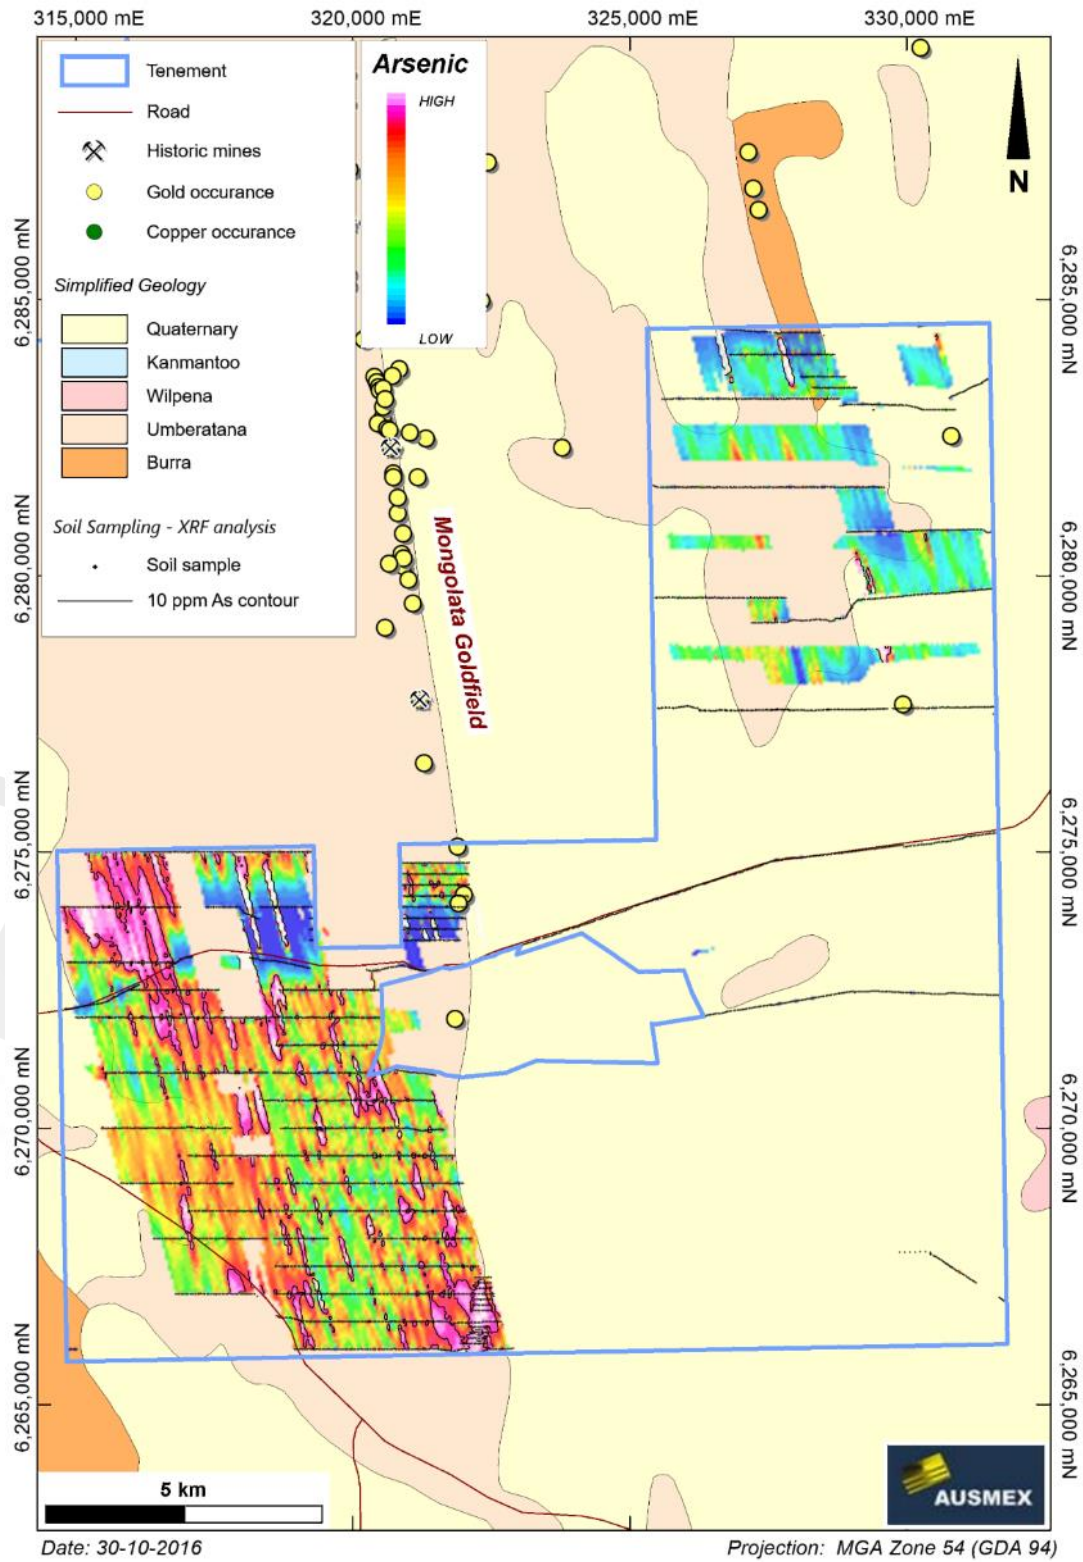 315,000 mE
320,000 mE
325,000 mE
330,000 mE
Tenement
Road
Historic mines
Gold occurance
Copper occurance
Simplified Geology
Quaternary
Kanmantoo
Wilpena
Umberatana
Burra
Soil Sampling - XRF analysis
Soil sample
10 ppm As contour
Arsenic
HIGH
LOW
N
6,285,000 mN
6,285,000 mN
6,280,000 mN
6,280,000 mN
Mongolata Goldfield
6,275,000 mN
6,275,000 mN
6,270,000 mN
6,270,000 mN
6,265,000 mN
6,265,000 mN
5 km
AUSMEX
Date: 30-10-2016
Projection: MGA Zone 54 (GDA 94)